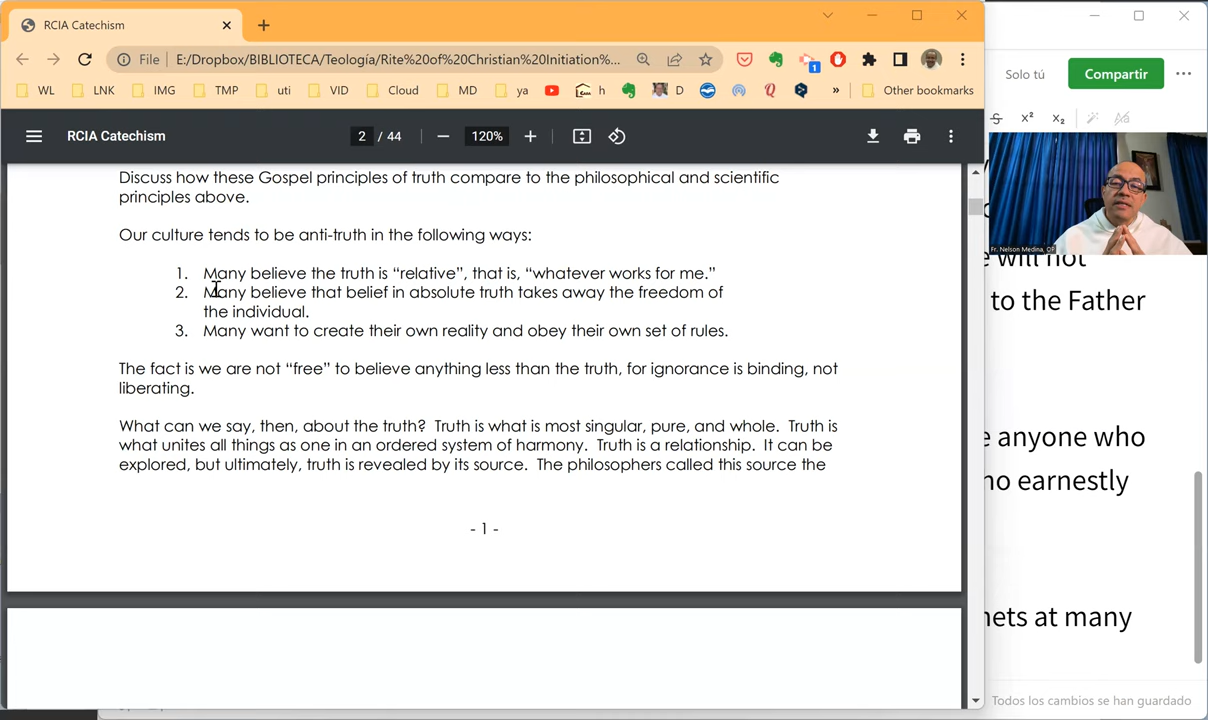 RCIA Catechism
File
E:/Dropbox/BIBLIOTECA/Teología/Rite%20of%20Christian%20Initiation%...
1
WL
LNK
IMG
TMP
uti
VID
Cloud
MD
ya
h
D
»
Other bookmarks
RCIA Catechism
2 / 44
120%
Discuss how these Gospel principles of truth compare to the philosophical and scientific
principles above.
Our culture tends to be anti-truth in the following ways:
1. Many believe the truth is “relative”, that is, “whatever works for me.”
2. Many believe that belief in absolute truth takes away the freedom of
the individual.
3. Many want to create their own reality and obey their own set of rules.
The fact is we are not “free” to believe anything less than the truth, for ignorance is binding, not
liberating.
What can we say, then, about the truth? Truth is what is most singular, pure, and whole. Truth is
what unites all things as one in an ordered system of harmony. Truth is a relationship. It can be
explored, but ultimately, truth is revealed by its source. The philosophers called this source the
- 1 -
Solo tú
Compartir
Fr. Nelson Medina, OP
e will not
to the Father
e anyone who
no earnestly
hets at many
Todos los cambios se han guardado